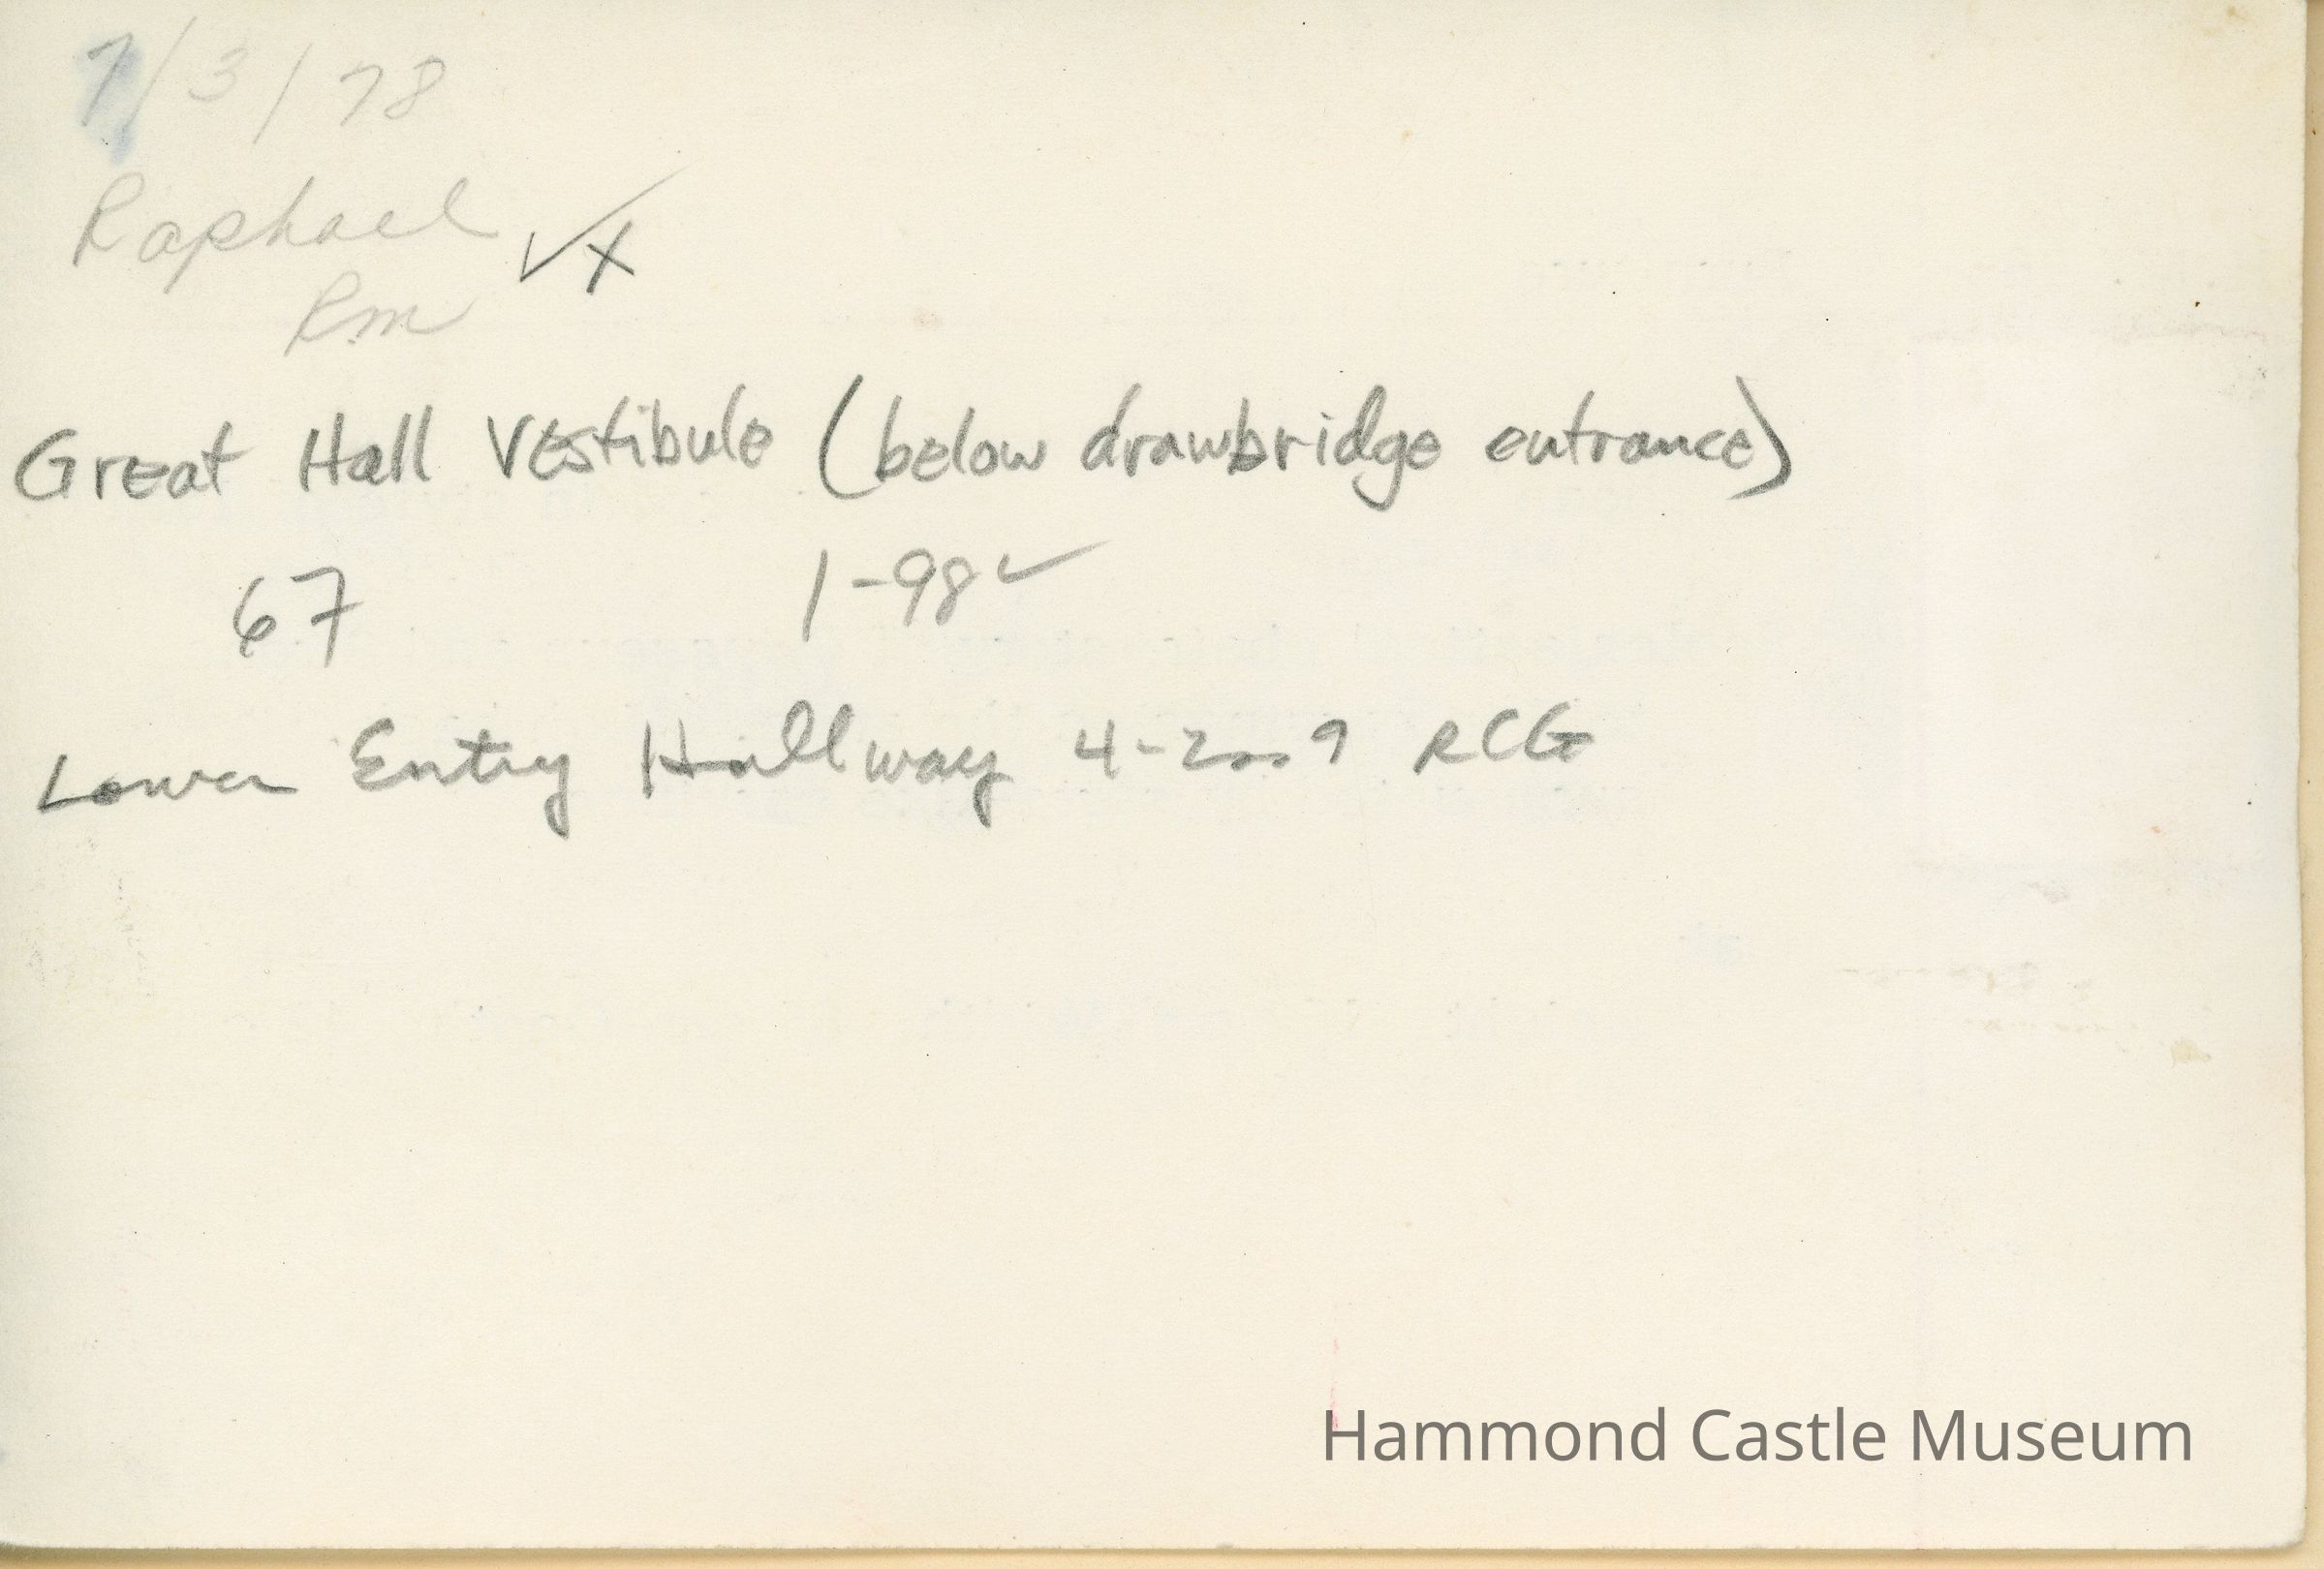 7/3/78
Raphael ✓ X
Rm
Great Hall Vestibule (below drawbridge entrance)
67 1-98 ✓
Lower Entry Hallway 4-2009 RCG
Hammond Castle Museum